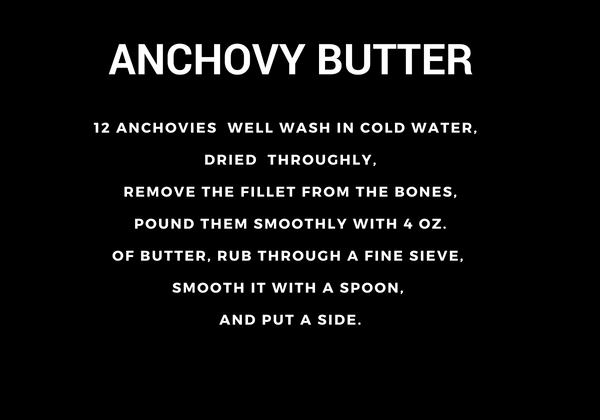 ANCHOVY BUTTER
12 ANCHOVIES WELL WASH IN COLD WATER,
DRIED THROUGHLY,
REMOVE THE FILLET FROM THE BONES,
POUND THEM SMOOTHLY WITH 4 OZ.
OF BUTTER, RUB THROUGH A FINE SIEVE,
SMOOTH IT WITH A SPOON,
AND PUT A SIDE.